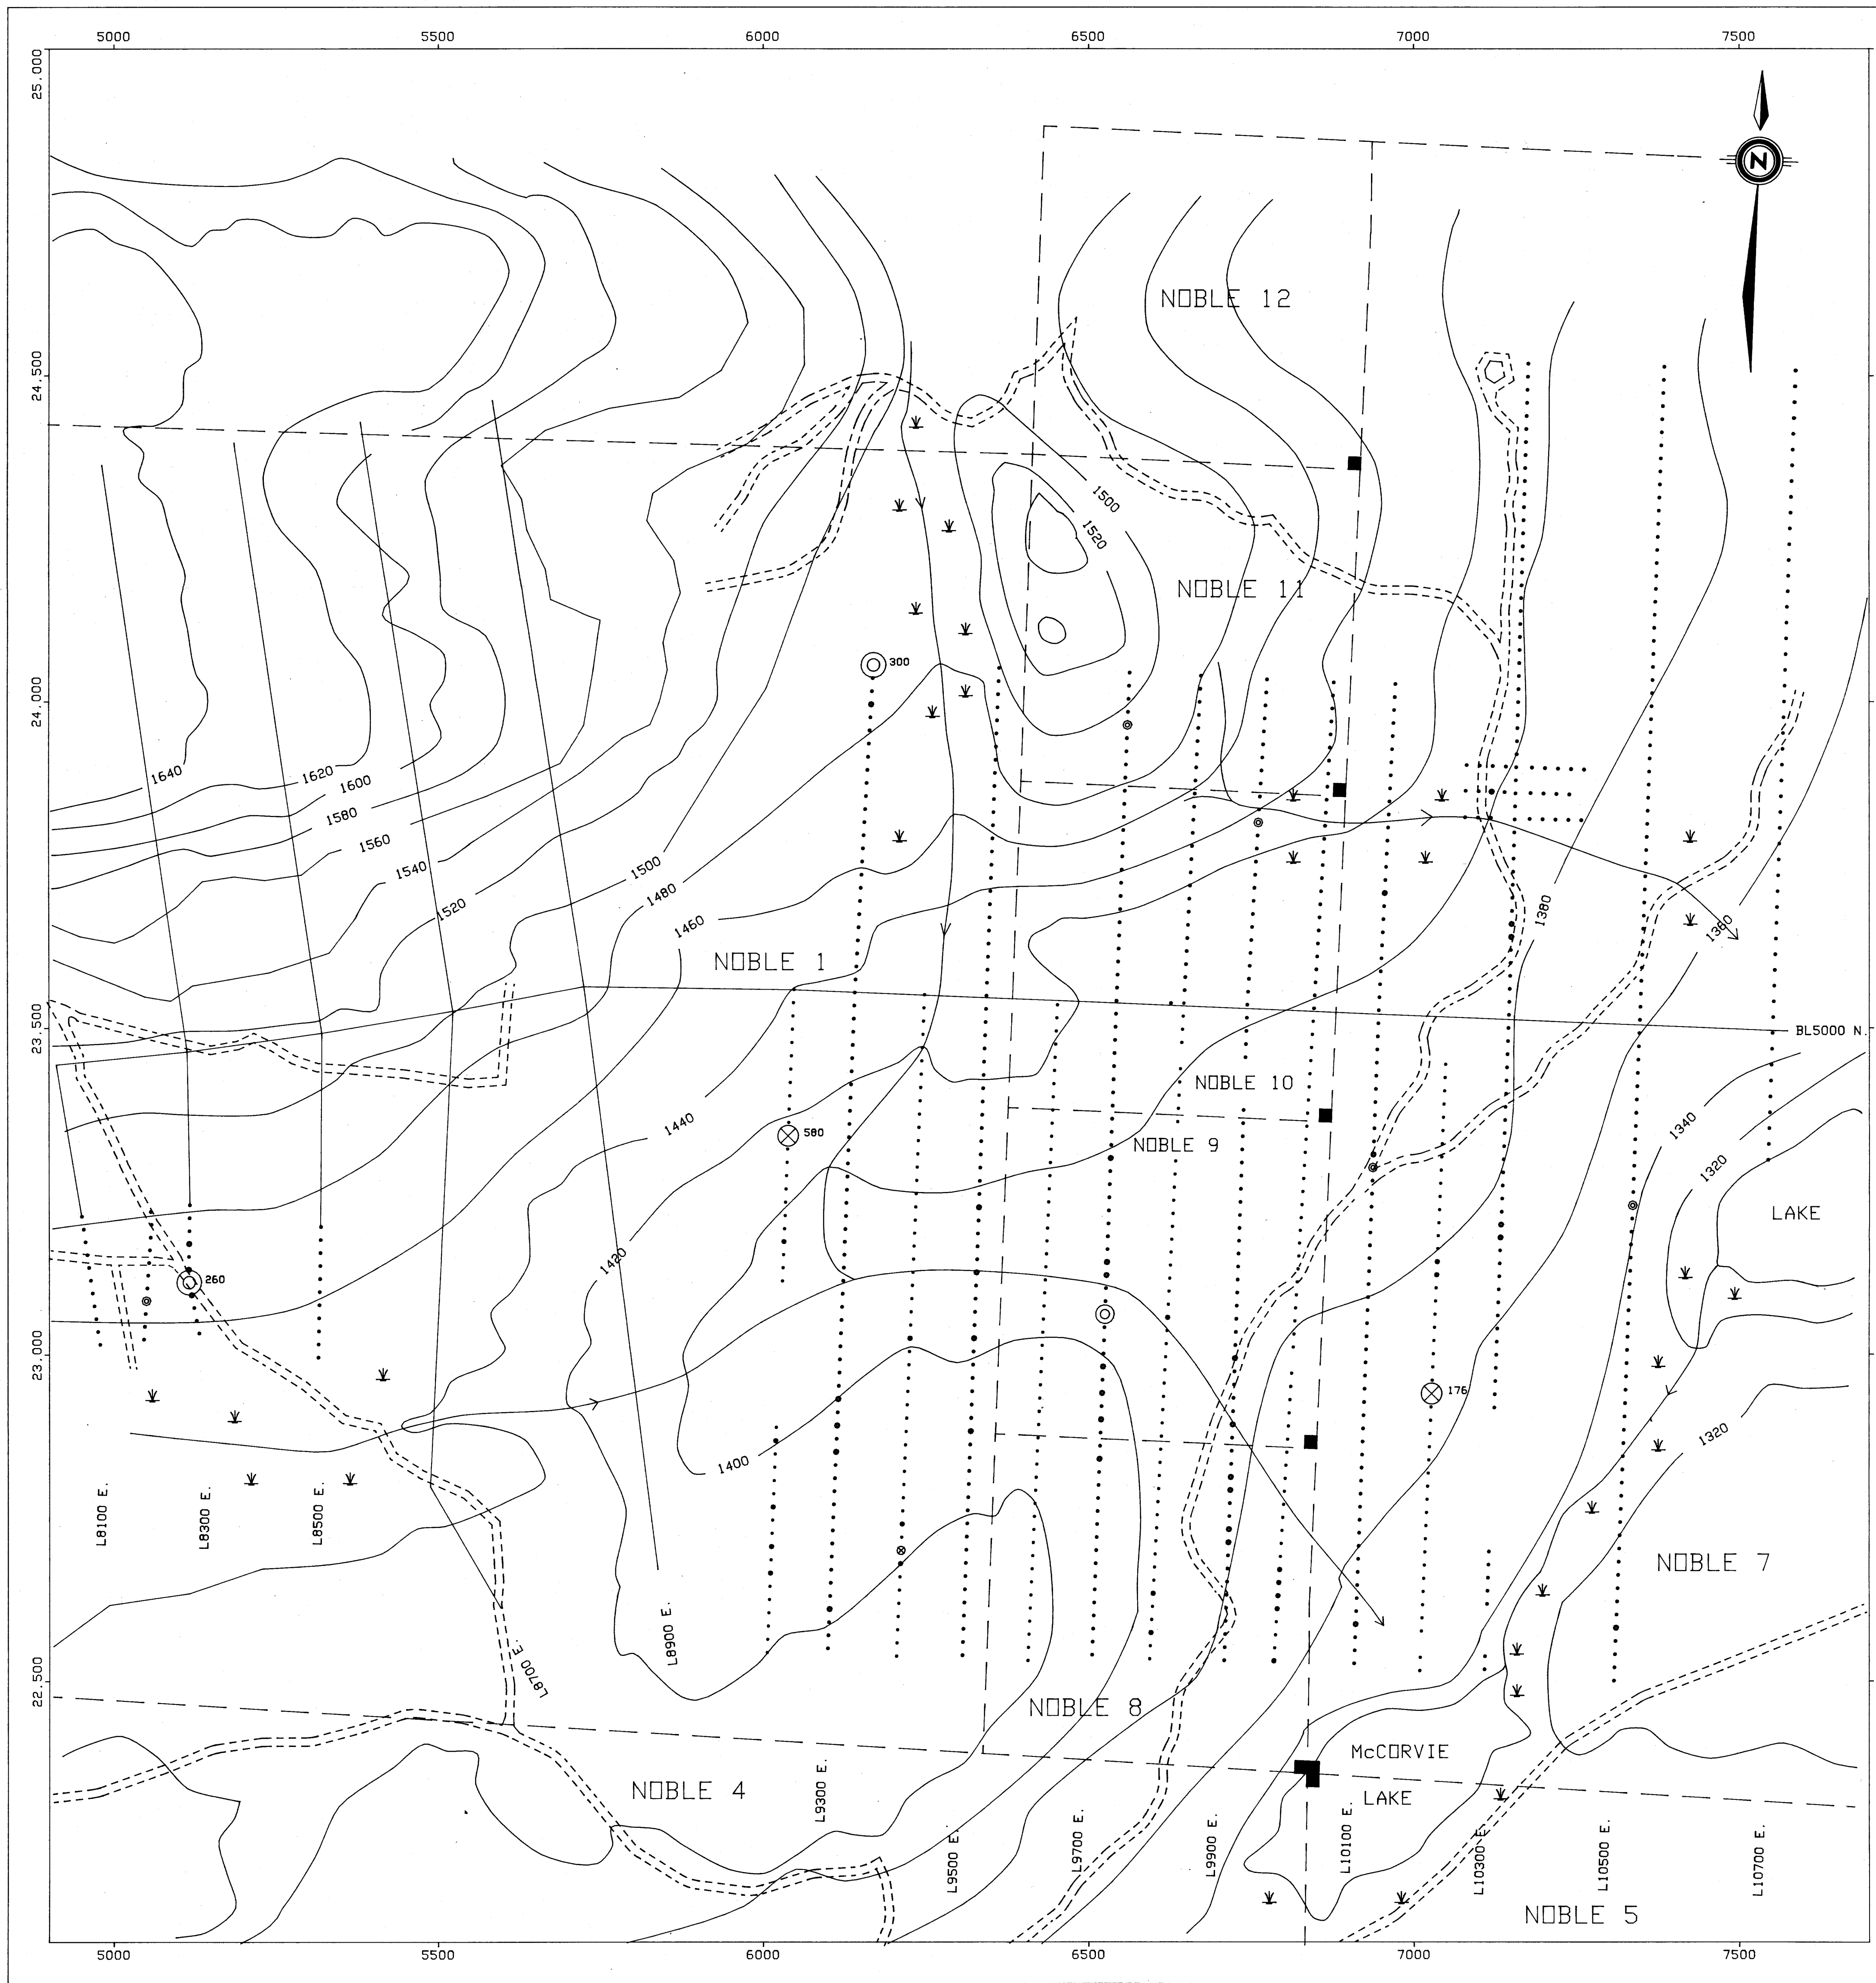 5000 5500 6000 6500 7000 7500
25.000
N
NOBLE 12
24.500
1500
1520
NOBLE 11
300
24.000
1640
1620
1600
1580
1560
1540
1520
1500
1480
1460
1380
1360
NOBLE 1
23.500
BL5000 N.
NOBLE 10
580
1440
NOBLE 9
1340
1320
LAKE
260
1420
23.000
176
1400
1320
L8100 E.
L8300 E.
L8500 E.
NOBLE 7
L8900 E.
L8700 E.
22.500
NOBLE 8
McCORVIE
LAKE
NOBLE 4
L9300 E.
L9500 E.
L9700 E.
L9900 E.
L10100 E.
L10300 E.
L10500 E.
L10700 E.
NOBLE 5
5000 5500 6000 6500 7000 7500